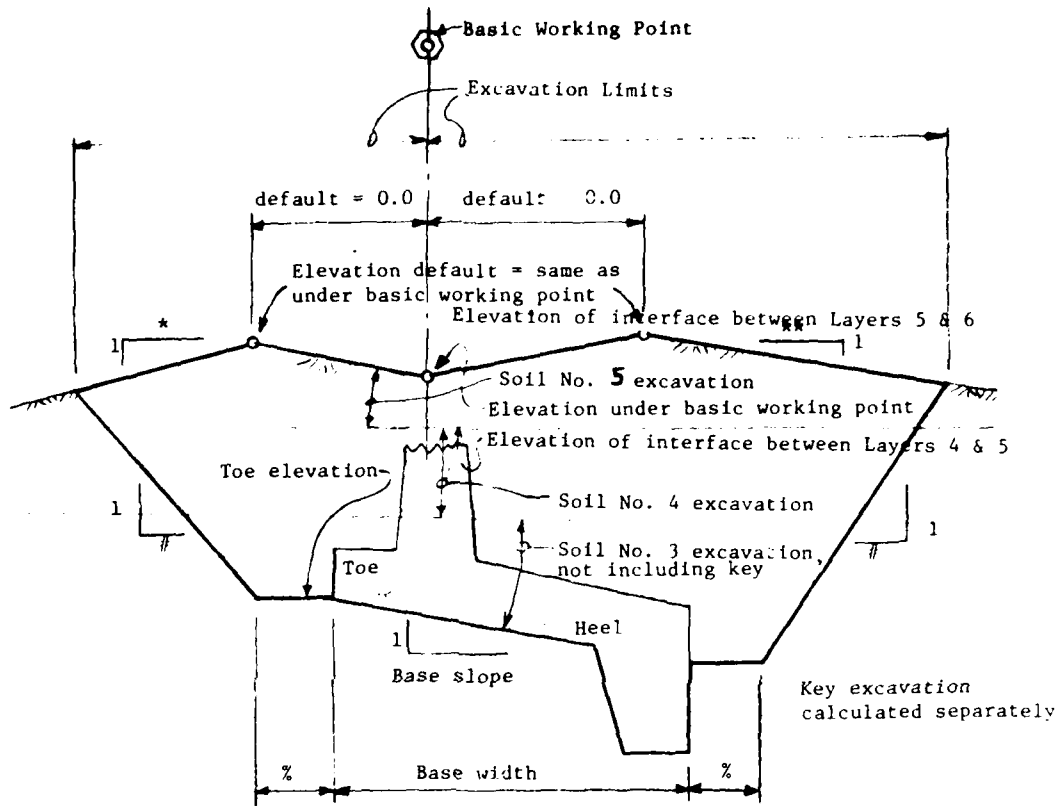 Basic Working Point
Excavation Limits
default = 0.0 default 0.0
Elevation default = same as
under basic working point
Elevation of interface between Layers 5 & 6
1 *
** 1
Soil No. 5 excavation
Elevation under basic working point
Elevation of interface between Layers 4 & 5
Toe elevation
1
Soil No. 4 excavation
1
Soil No. 3 excavation,
not including key
Toe
Heel
1
Base slope
Key excavation
calculated separately
% Base width %